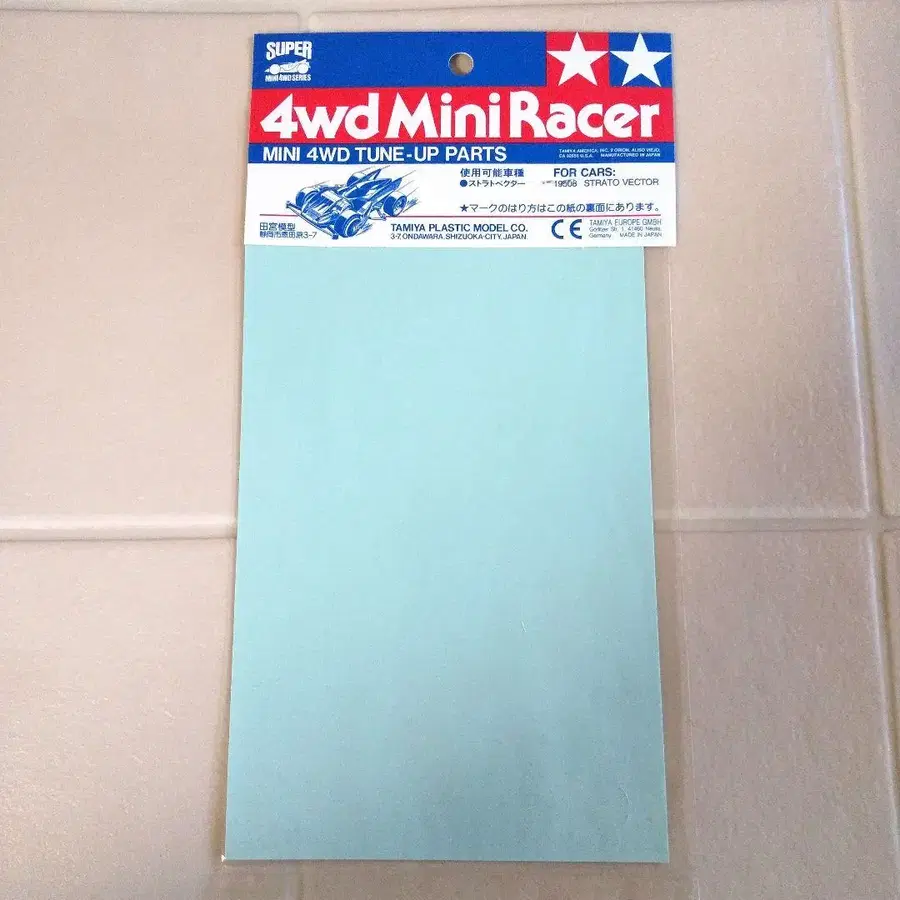 SUPER
MINI 4WD SERIES
4wd Mini Racer
MINI 4WD TUNE-UP PARTS
TAMIYA AMERICA, INC. 2 ORION, ALISO VIEJO,
CA 92656 U.S.A. MANUFACTURED IN JAPAN
使用可能車種
●ストラトベクター
FOR CARS:
19508 STRATO VECTOR
★マークのはり方はこの紙の裏面にあります。
田宮模型
静岡市恩田原3-7
TAMIYA PLASTIC MODEL CO.
3-7, ONDAWARA, SHIZUOKA-CITY, JAPAN.
CE
TAMIYA EUROPE GMBH
Germany MADE IN JAPAN